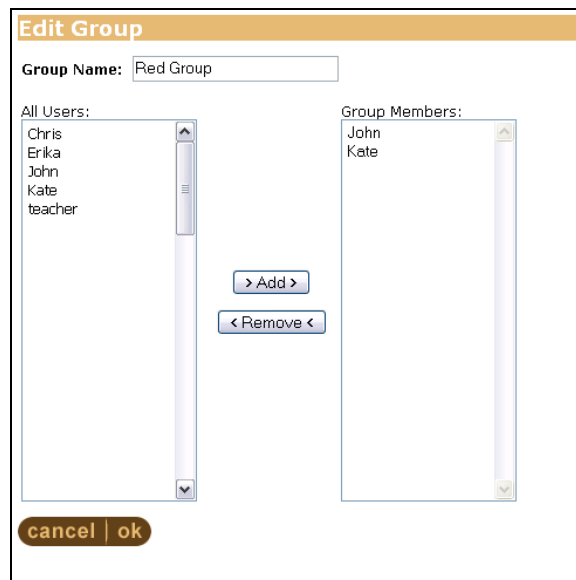 Edit Group
Group Name: Red Group
All Users:
Chris
Erika
John
Kate
teacher
> Add >
< Remove <
Group Members:
John
Kate
cancel | ok